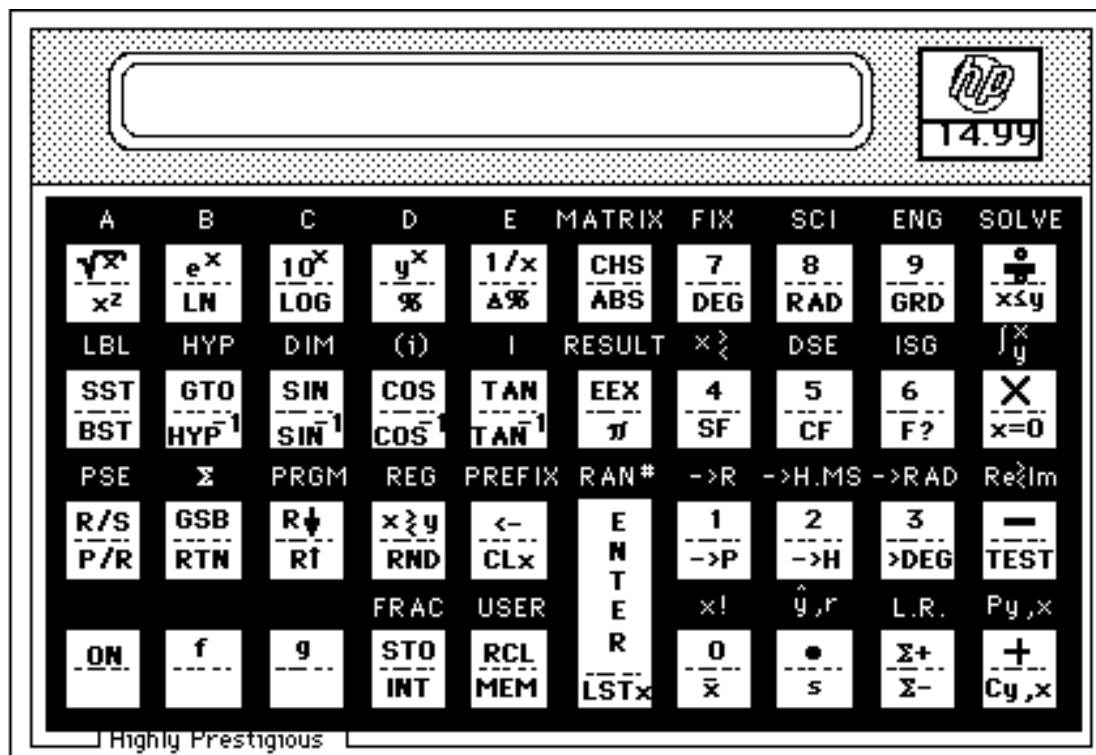 hp
14.99
A B C D E MATRIX FIX SCI ENG SOLVE
√x eˣ 10ˣ yˣ 1/x CHS 7 8 9 ÷
x² LN LOG % Δ% ABS DEG RAD GRD x≤y
LBL HYP DIM (i) I RESULT x≷ DSE ISG ∫xy
SST GTO SIN COS TAN EEX 4 5 6 ×
BST HYP⁻¹ SIN⁻¹ COS⁻¹ TAN⁻¹ π SF CF F? x=0
PSE Σ PRGM REG PREFIX RAN# ->R ->H.MS ->RAD Re≷Im
R/S GSB R↓ x≷y <- ENTER 1 2 3 −
P/R RTN R↑ RND CLx ->P ->H >DEG TEST
FRAC USER x! ŷ,r L.R. Py,x
ON f g STO RCL 0 • Σ+ +
INT MEM LSTx x̄ s Σ- Cy,x
Highly Prestigious